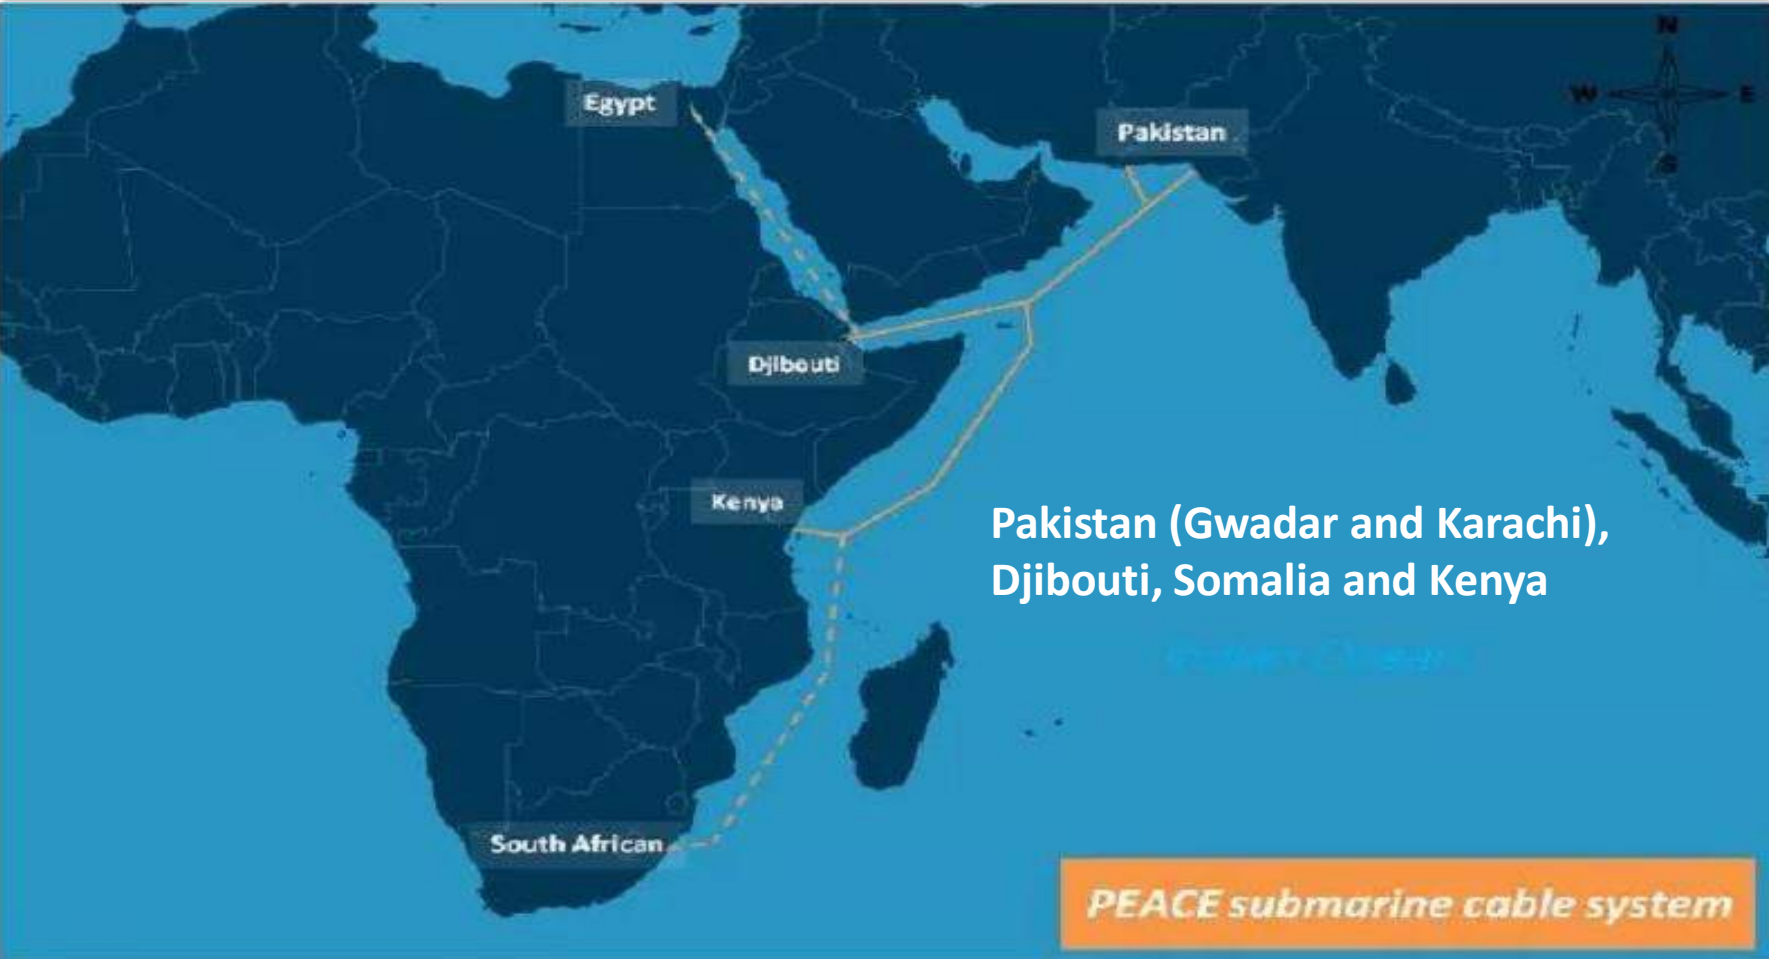 N
W E
S
Egypt
Pakistan
Djibouti
Kenya
Pakistan (Gwadar and Karachi),
Djibouti, Somalia and Kenya
South African
PEACE submarine cable system